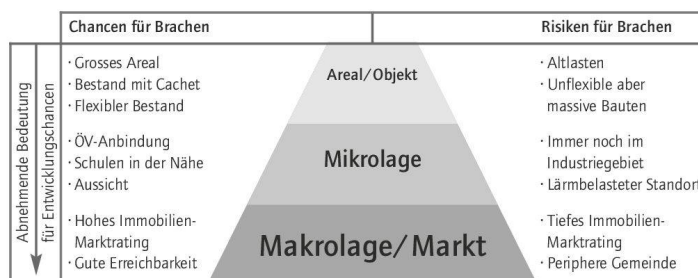 Chancen für Brachen
Risiken für Brachen
Abnehmende Bedeutung
für Entwicklungschancen
· Grosses Areal
· Bestand mit Cachet
· Flexibler Bestand
Areal/Objekt
· Altlasten
· Unflexible aber
massive Bauten
· ÖV-Anbindung
· Schulen in der Nähe
· Aussicht
Mikrolage
· Immer noch im
Industriegebiet
· Lärmbelasteter Standort
· Hohes Immobilien-
Marktrating
· Gute Erreichbarkeit
Makrolage/Markt
· Tiefes Immobilien-
Marktrating
· Periphere Gemeinde